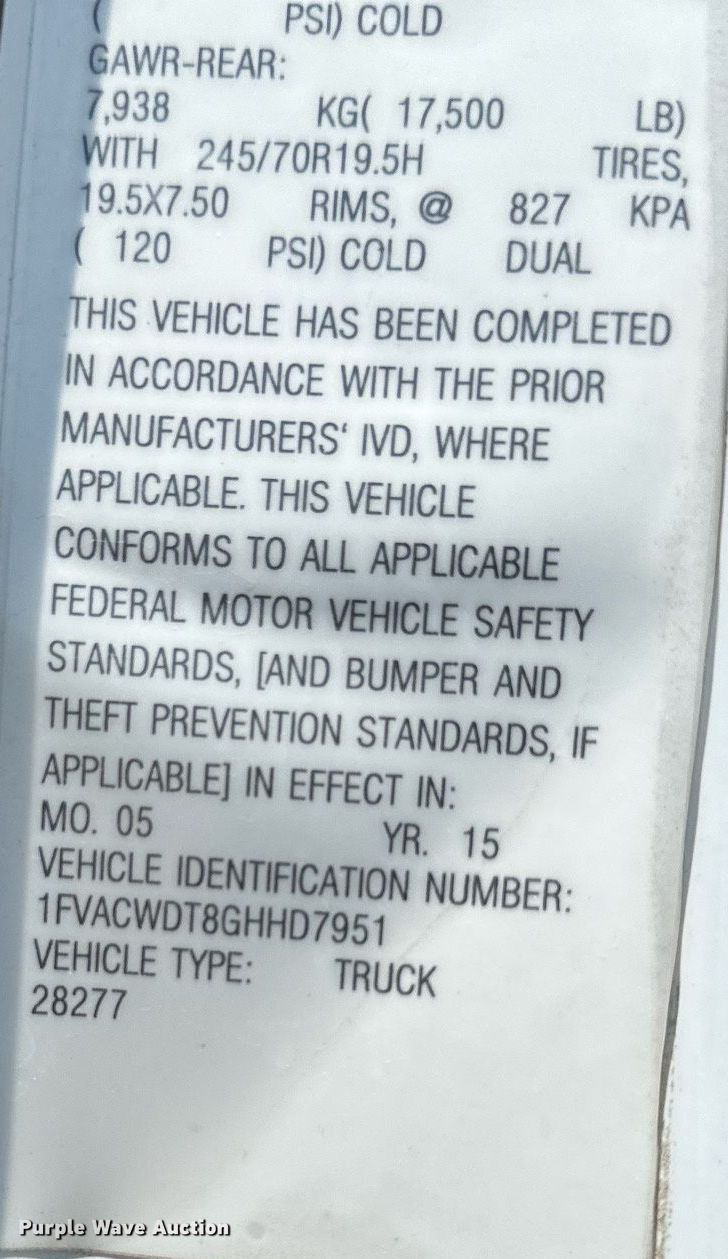 ( PSI) COLD
GAWR-REAR:
7,938 KG( 17,500 LB)
WITH 245/70R19.5H TIRES,
19.5X7.50 RIMS, @ 827 KPA
( 120 PSI) COLD DUAL
THIS VEHICLE HAS BEEN COMPLETED
IN ACCORDANCE WITH THE PRIOR
MANUFACTURERS‘ IVD, WHERE
APPLICABLE. THIS VEHICLE
CONFORMS TO ALL APPLICABLE
FEDERAL MOTOR VEHICLE SAFETY
STANDARDS, [AND BUMPER AND
THEFT PREVENTION STANDARDS, IF
APPLICABLE] IN EFFECT IN:
MO. 05 YR. 15
VEHICLE IDENTIFICATION NUMBER:
1FVACWDT8GHHD7951
VEHICLE TYPE: TRUCK
28277
Purple Wave Auction